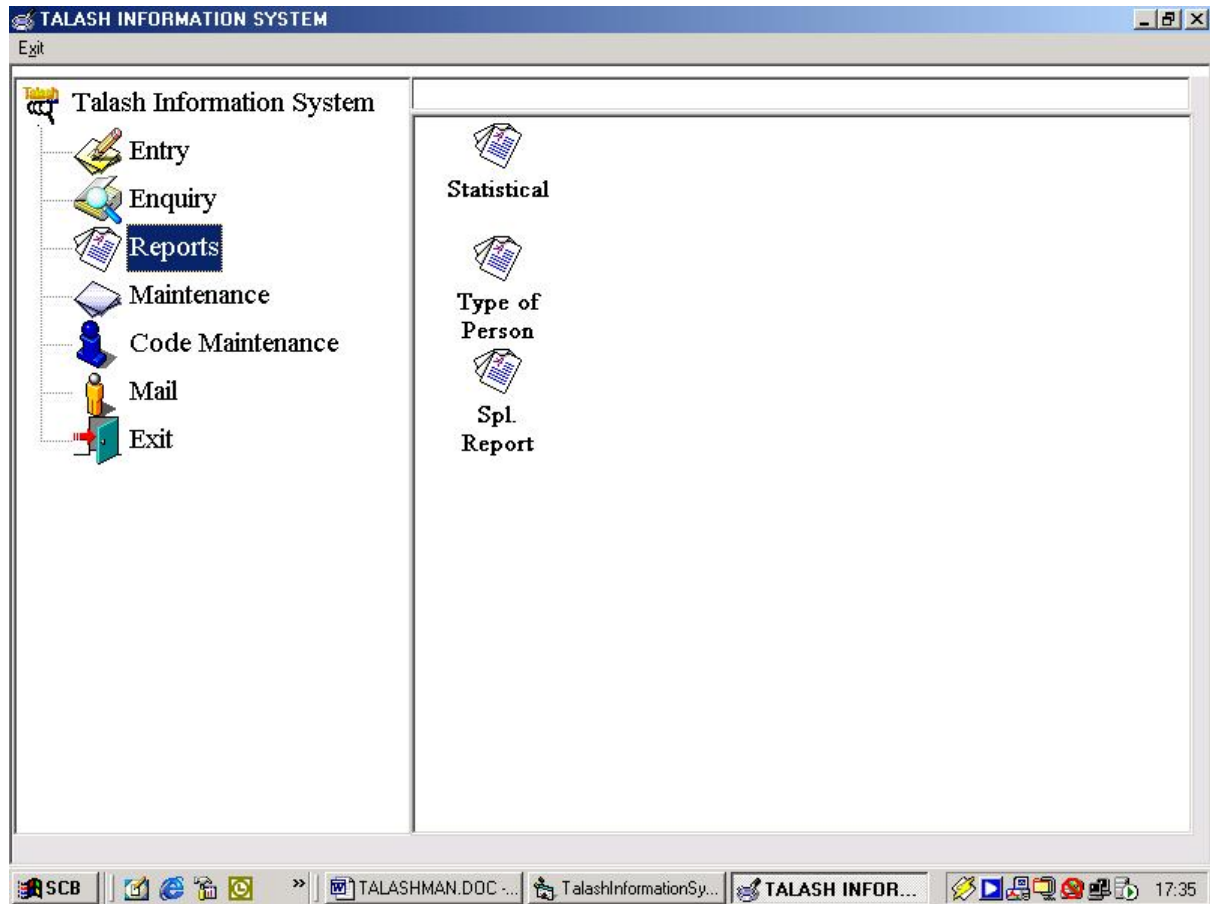 TALASH INFORMATION SYSTEM
Exit
Talash
Talash Information System
Entry
Enquiry
Reports
Maintenance
Code Maintenance
Mail
Exit
Statistical
Type of
Person
Spl.
Report
SCB
»
TALASHMAN.DOC -...
TalashInformationSy...
TALASH INFOR...
17:35